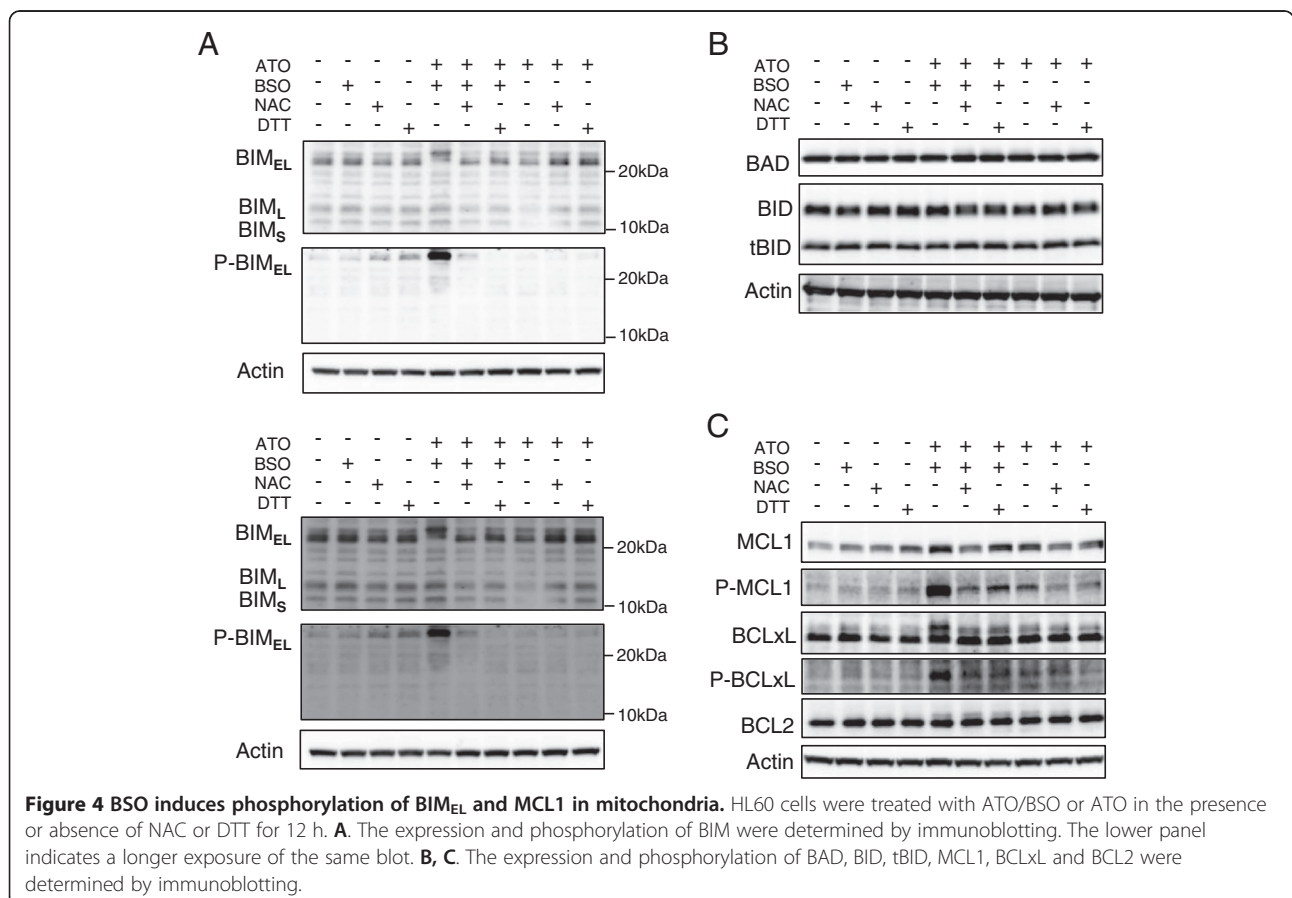 A
ATO - - - - + + + + + +
BSO - + - - + + + - - -
NAC - - + - - + - - + -
DTT - - - + - - + - - +
BIMEL
20kDa
BIML
BIMS
10kDa
P-BIMEL
20kDa
10kDa
Actin
ATO - - - - + + + + + +
BSO - + - - + + + - - -
NAC - - + - - + - - + -
DTT - - - + - - + - - +
BIMEL
20kDa
BIML
BIMS
10kDa
P-BIMEL
20kDa
10kDa
Actin
B
ATO - - - - + + + + + +
BSO - + - - + + + - - -
NAC - - + - - + - - + -
DTT - - - + - - + - - +
BAD
BID
tBID
Actin
C
ATO - - - - + + + + + +
BSO - + - - + + + - - -
NAC - - + - - + - - + -
DTT - - - + - - + - - +
MCL1
P-MCL1
BCLxL
P-BCLxL
BCL2
Actin
Figure 4 BSO induces phosphorylation of BIMEL and MCL1 in mitochondria. HL60 cells were treated with ATO/BSO or ATO in the presence
or absence of NAC or DTT for 12 h. A. The expression and phosphorylation of BIM were determined by immunoblotting. The lower panel
indicates a longer exposure of the same blot. B, C. The expression and phosphorylation of BAD, BID, tBID, MCL1, BCLxL and BCL2 were
determined by immunoblotting.